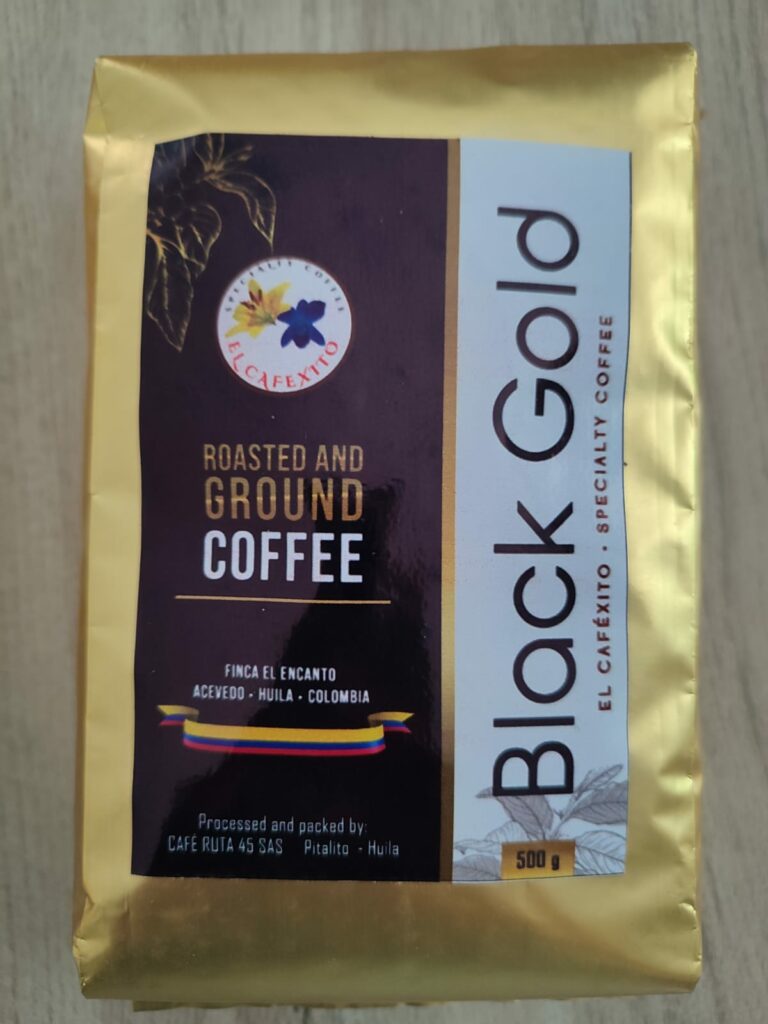 SPECIALTY COFFEE
EL CAFEXITO
ROASTED AND
GROUND
COFFEE
FINCA EL ENCANTO
ACEVEDO • HUILA • COLOMBIA
Processed and packed by:
CAFÉ RUTA 45 SAS Pitalito - Huila
Black Gold
EL CAFÉXITO • SPECIALTY COFFEE
500 g